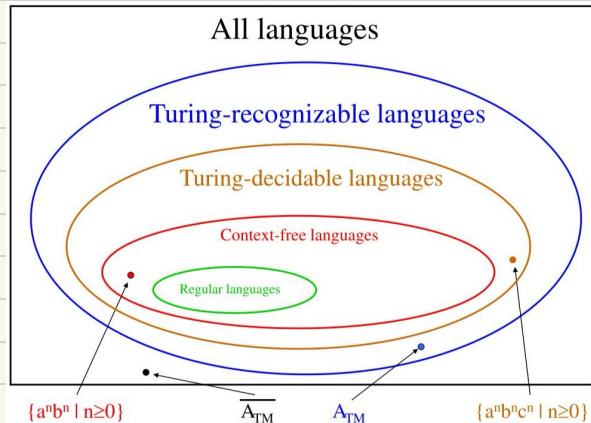 All languages
Turing-recognizable languages
Turing-decidable languages
Context-free languages
Regular languages
{aⁿbⁿ | n≥0}
A̅T̅M̅
ATM
{aⁿbⁿcⁿ | n≥0}